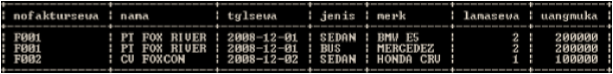 nofaktursewa | nama | tglsewa | jenis | merk | lamasewa | uangmuka
F001 | PT FOX RIVER | 2008-12-01 | SEDAN | BMW E5 | 2 | 200000
F001 | PT FOX RIVER | 2008-12-01 | BUS | MERCEDEZ | 2 | 200000
F002 | CV FOXCON | 2008-12-02 | SEDAN | HONDA CRV | 1 | 100000